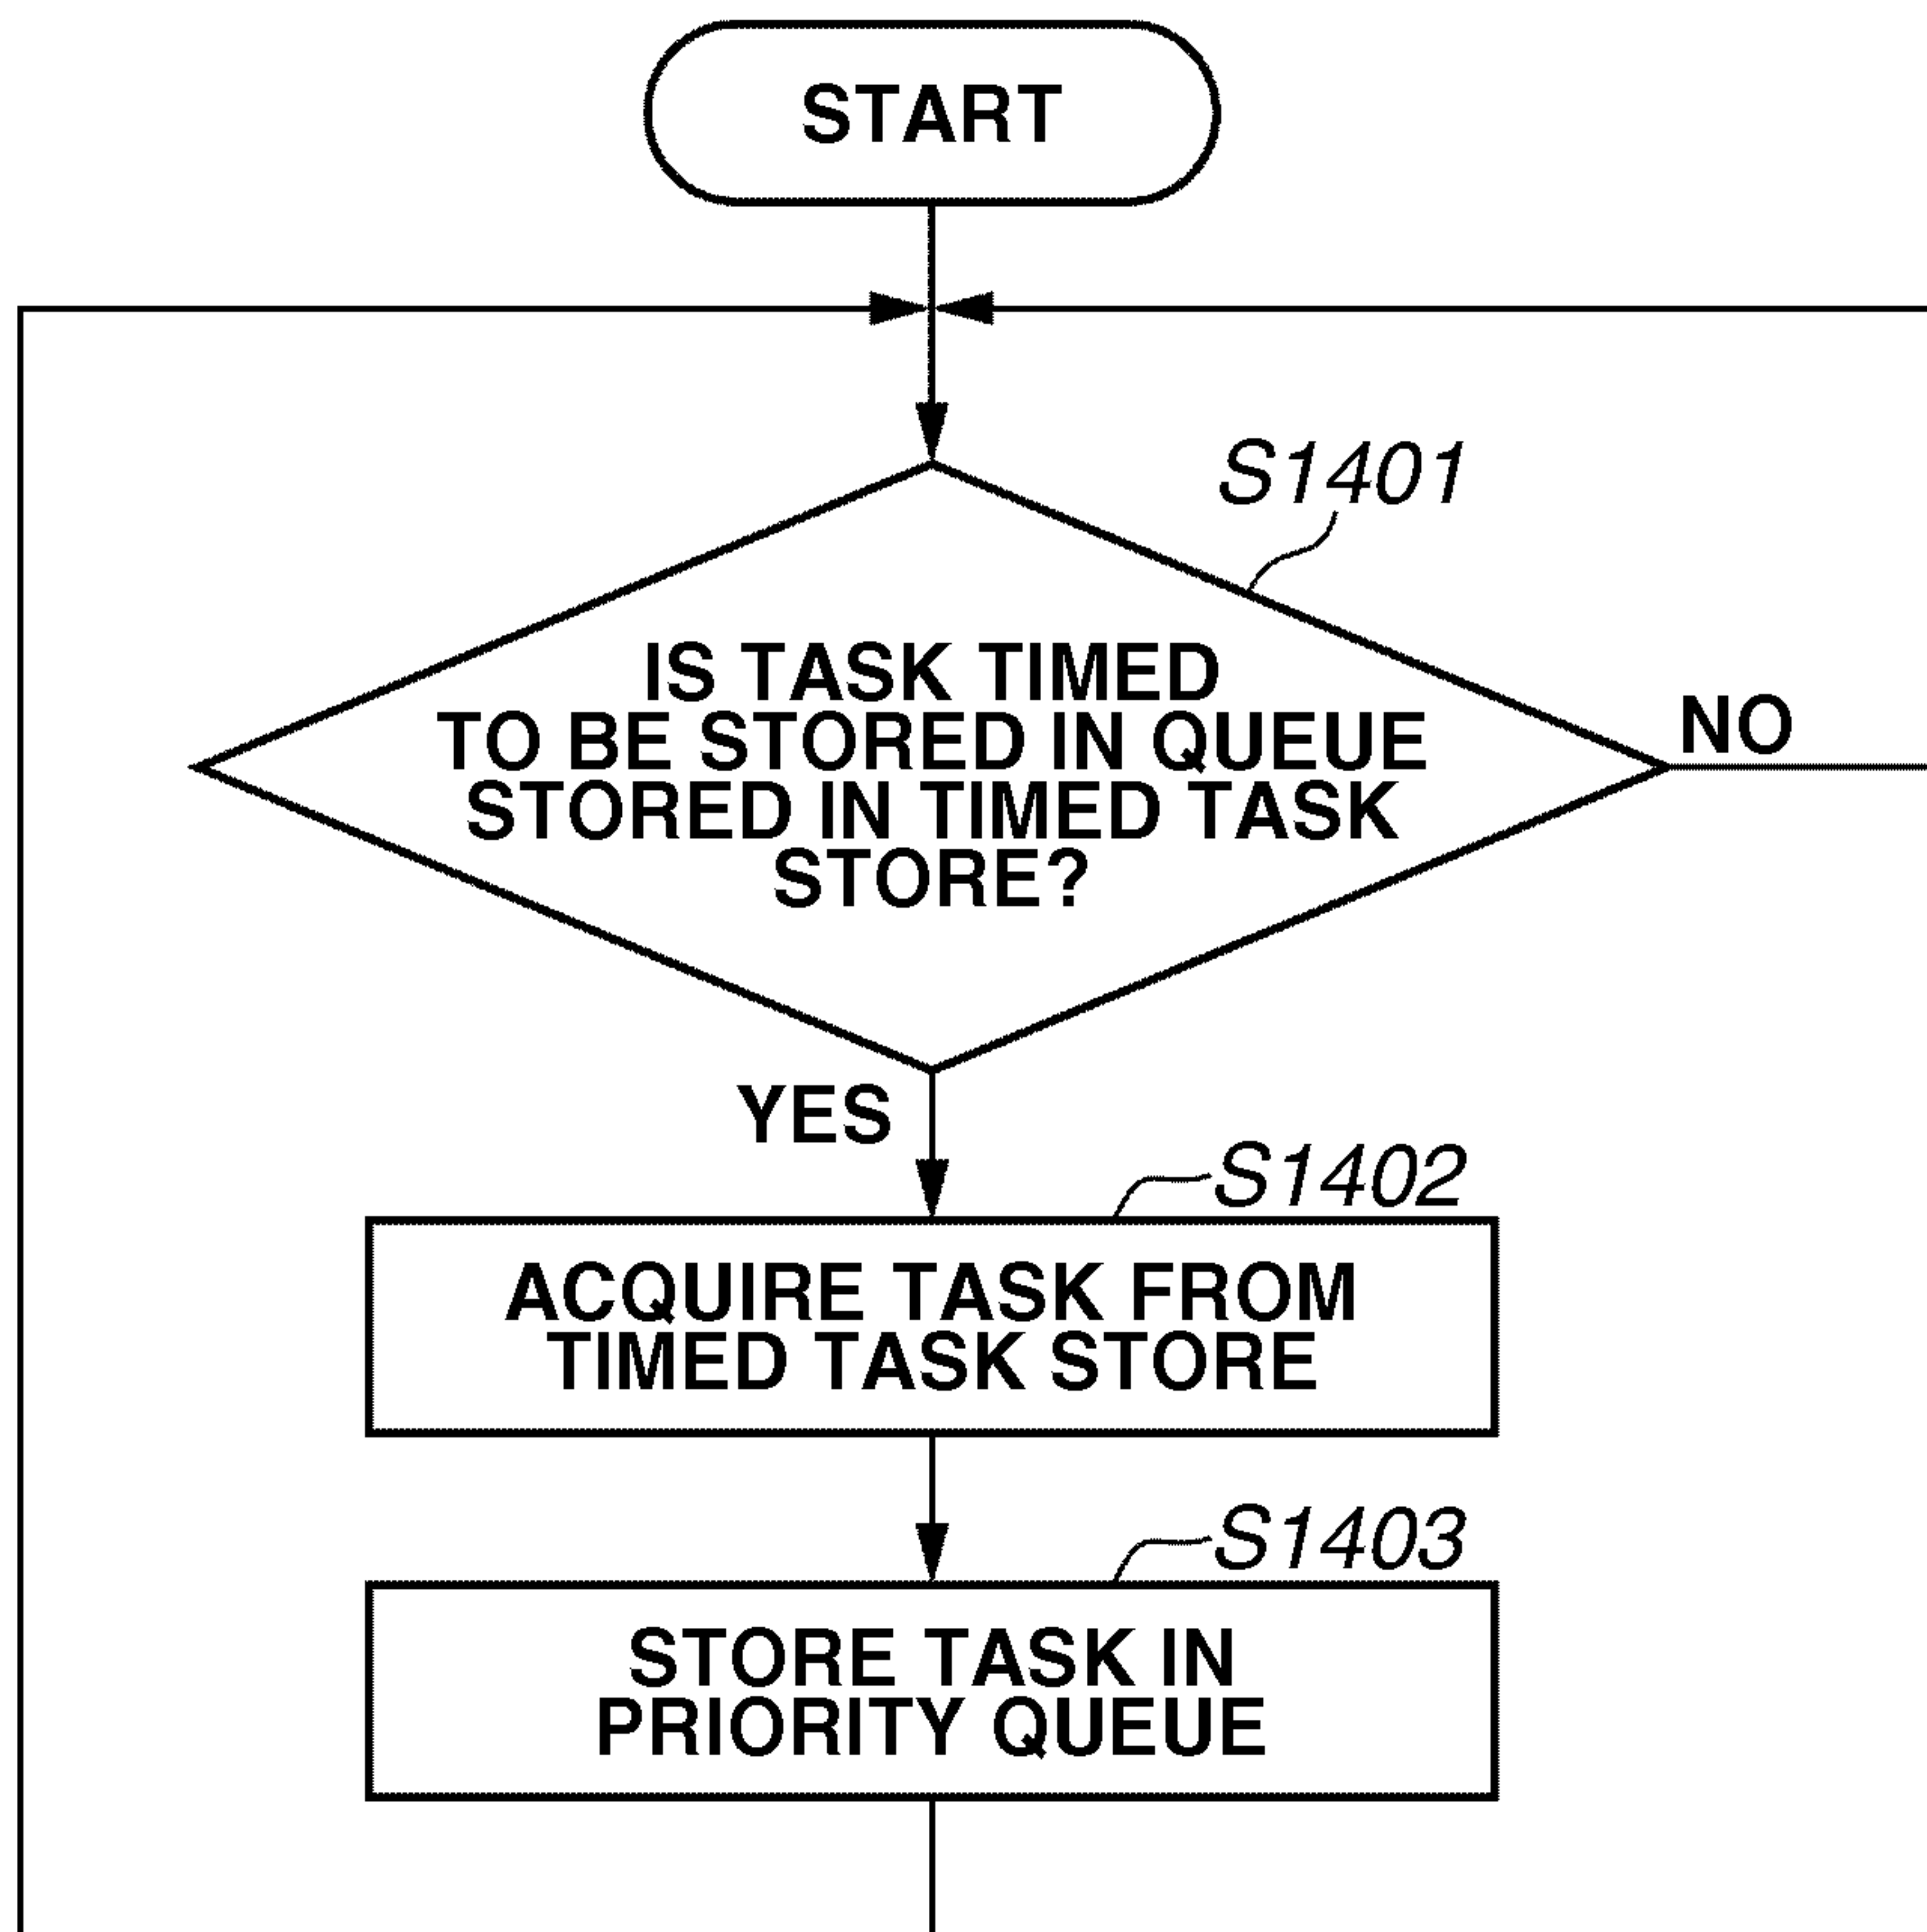 START
S1401
IS TASK TIMED
TO BE STORED IN QUEUE
STORED IN TIMED TASK
STORE?
NO
YES
S1402
ACQUIRE TASK FROM
TIMED TASK STORE
S1403
STORE TASK IN
PRIORITY QUEUE